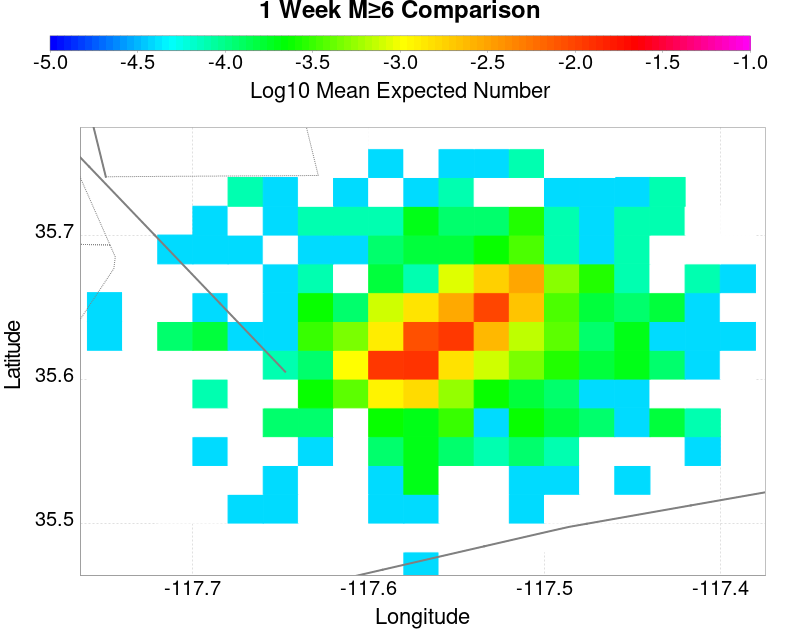 1 Week M≥6 Comparison
-5.0 -4.5 -4.0 -3.5 -3.0 -2.5 -2.0 -1.5 -1.0
Log10 Mean Expected Number
35.7
35.6
35.5
Latitude
-117.7 -117.6 -117.5 -117.4
Longitude